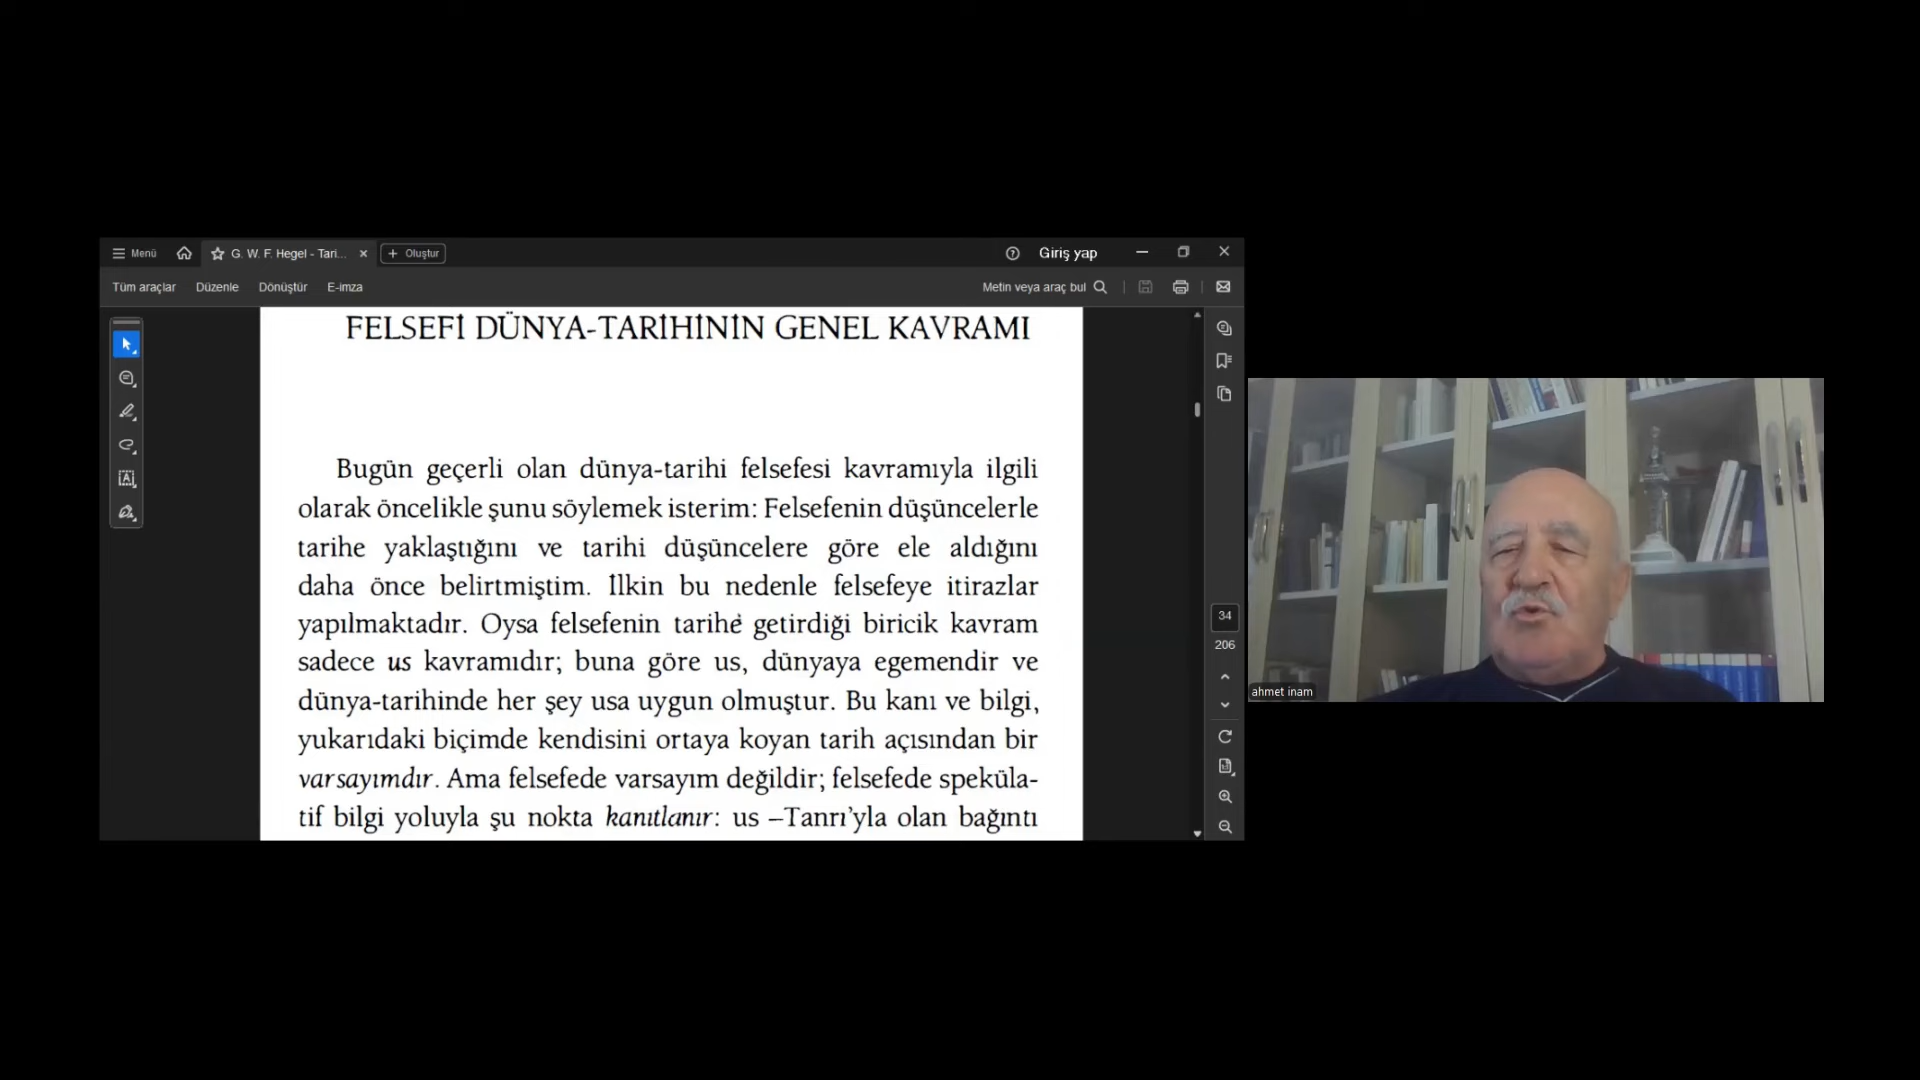 Menü
G. W. F. Hegel - Tari...
Oluştur
Giriş yap
Tüm araçlar Düzenle Dönüştür E-imza
Metin veya araç bul
FELSEFİ DÜNYA-TARİHİNİN GENEL KAVRAMI
Bugün geçerli olan dünya-tarihi felsefesi kavramıyla ilgili
olarak öncelikle şunu söylemek isterim: Felsefenin düşüncelerle
tarihe yaklaştığını ve tarihi düşüncelere göre ele aldığını
daha önce belirtmiştim. İlkin bu nedenle felsefeye itirazlar
yapılmaktadır. Oysa felsefenin tarihe getirdiği biricik kavram
sadece us kavramıdır; buna göre us, dünyaya egemendir ve
dünya-tarihinde her şey usa uygun olmuştur. Bu kanı ve bilgi,
yukarıdaki biçimde kendisini ortaya koyan tarih açısından bir
varsayımdır. Ama felsefede varsayım değildir; felsefede speküla-
tif bilgi yoluyla şu nokta kanıtlanır: us –Tanrı'yla olan bağıntı
34
206
ahmet inam